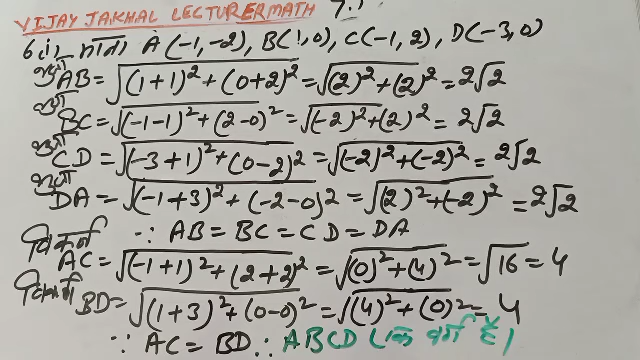 VIJAY JAKHAL LECTURER MATH 7.1
6 (i) माना A(-1,-2), B(1,0), C(-1,2), D(-3,0)
भुजा AB = √(1+1)²+(0+2)² = √(2)²+(2)² = 2√2
भुजा BC = √(-1-1)²+(2-0)² = √(-2)²+(2)² = 2√2
भुजा CD = √(-3+1)²+(0-2)² = √(-2)²+(-2)² = 2√2
भुजा DA = √(-1+3)²+(-2-0)² = √(2)²+(-2)² = 2√2
∵ AB = BC = CD = DA
विकर्ण AC = √(-1+1)²+(2+2)² = √(0)²+(4)² = √16 = 4
विकर्ण BD = √(1+3)²+(0-0)² = √(4)²+(0)² = 4
∵ AC = BD ∴ ABCD एक वर्ग है।